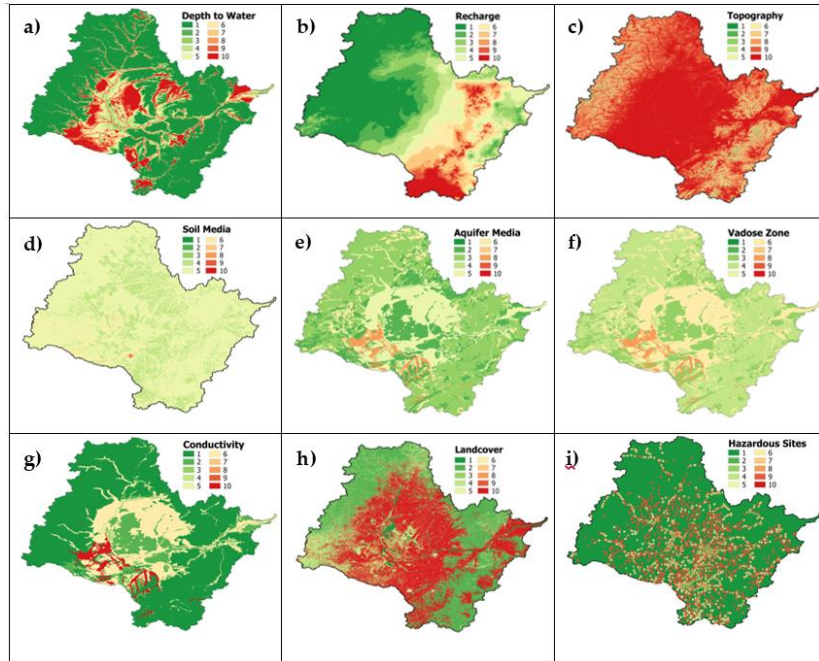 a)
Depth to Water
1 6
2 7
3 8
4 9
5 10
b)
Recharge
1 6
2 7
3 8
4 9
5 10
c)
Topography
1 6
2 7
3 8
4 9
5 10
d)
Soil Media
1 6
2 7
3 8
4 9
5 10
e)
Aquifer Media
1 6
2 7
3 8
4 9
5 10
f)
Vadose Zone
1 6
2 7
3 8
4 9
5 10
g)
Conductivity
1 6
2 7
3 8
4 9
5 10
h)
Landcover
1 6
2 7
3 8
4 9
5 10
i)
Hazardous Sites
1 6
2 7
3 8
4 9
5 10